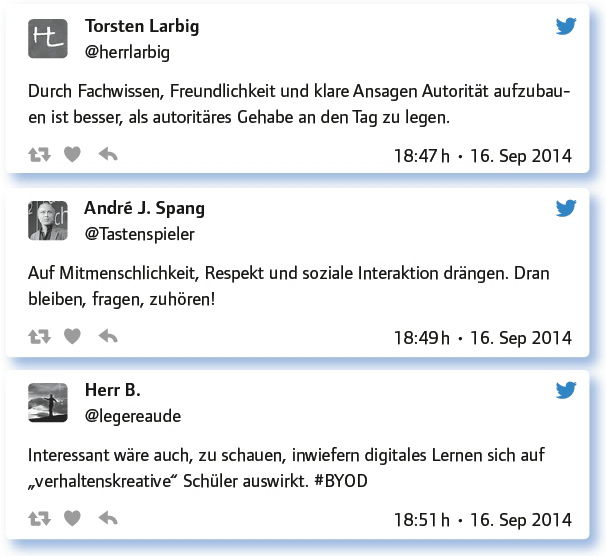 Torsten Larbig
@herrlarbig
Durch Fachwissen, Freundlichkeit und klare Ansagen Autorität aufzubau-
en ist besser, als autoritäres Gehabe an den Tag zu legen.
18:47 h · 16. Sep 2014
André J. Spang
@Tastenspieler
Auf Mitmenschlichkeit, Respekt und soziale Interaktion drängen. Dran
bleiben, fragen, zuhören!
18:49 h · 16. Sep 2014
Herr B.
@legereaude
Interessant wäre auch, zu schauen, inwiefern digitales Lernen sich auf
„verhaltenskreative“ Schüler auswirkt. #BYOD
18:51 h · 16. Sep 2014